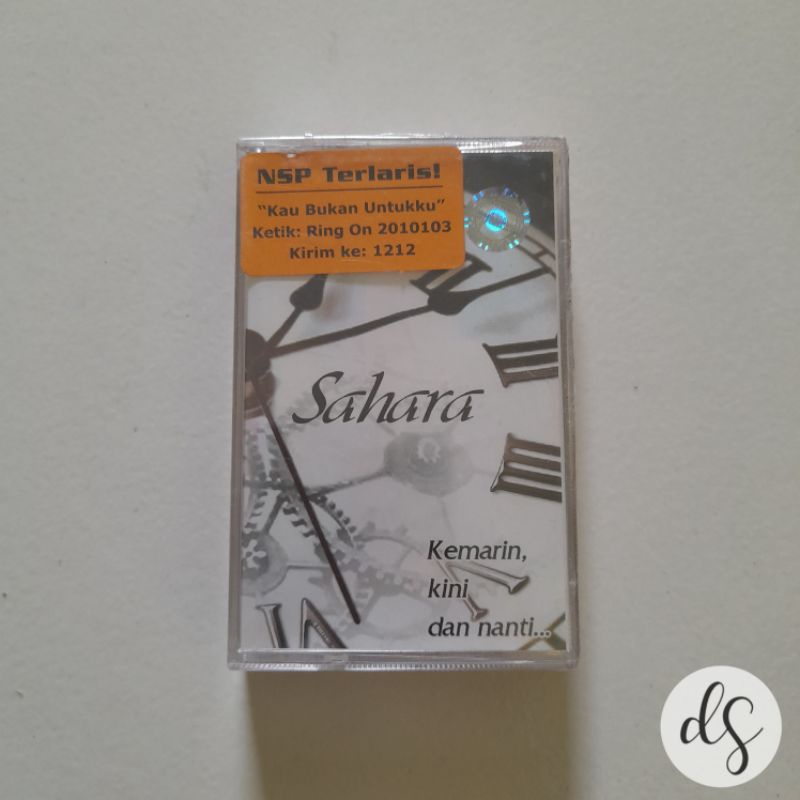 NSP Terlaris!
"Kau Bukan Untukku"
Ketik: Ring On 2010103
Kirim ke: 1212
Sahara
Kemarin,
kini
dan nanti...
ds